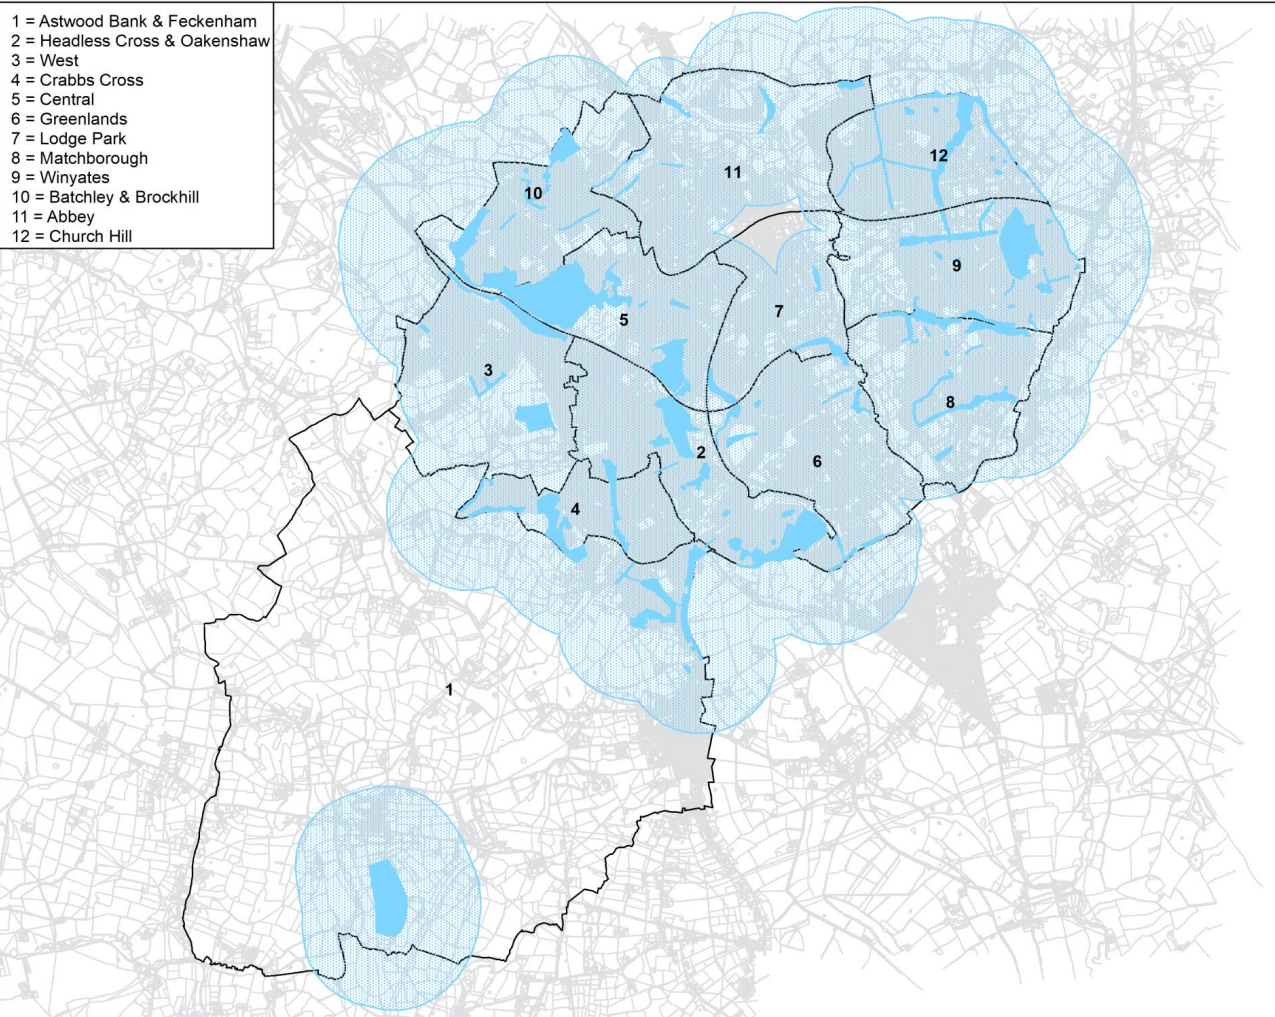 1 = Astwood Bank & Feckenham
2 = Headless Cross & Oakenshaw
3 = West
4 = Crabbs Cross
5 = Central
6 = Greenlands
7 = Lodge Park
8 = Matchborough
9 = Winyates
10 = Batchley & Brockhill
11 = Abbey
12 = Church Hill
12
11
10
9
7
5
3
8
2
6
4
1